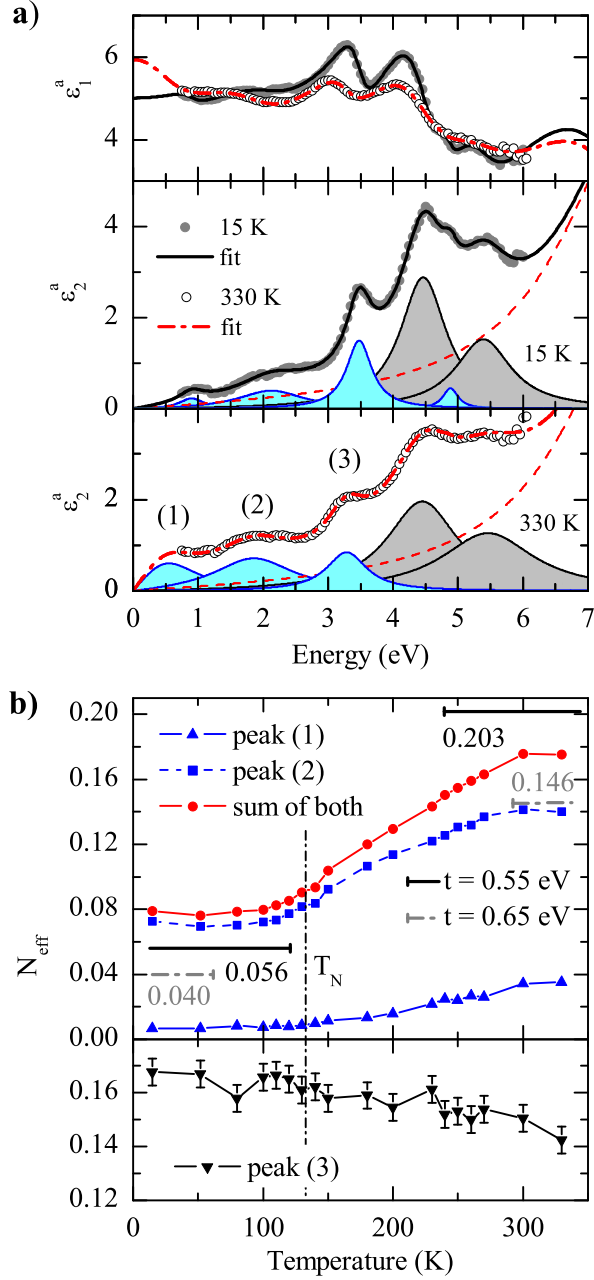 a)
6
4
ε₁ᵃ
4
2
0
ε₂ᵃ
15 K
fit
330 K
fit
15 K
2
0
ε₂ᵃ
(1)
(2)
(3)
330 K
0 1 2 3 4 5 6 7
Energy (eV)
b)
0.20
0.16
0.12
0.08
0.04
0.00
N_eff
peak (1)
peak (2)
sum of both
0.203
0.146
t = 0.55 eV
t = 0.65 eV
0.056
0.040
T_N
0.16
0.14
0.12
peak (3)
0 100 200 300
Temperature (K)